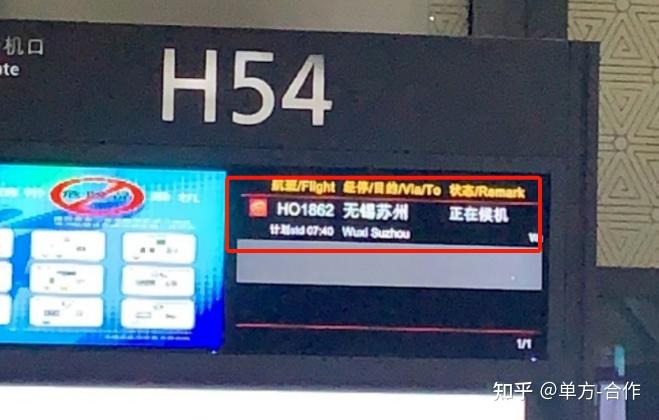 机口
ate
H54
航班/Flight 经停/目的/Via/To 状态/Remark
HO1862 无锡苏州 正在候机
计划std 07:40 Wuxi Suzhou
1/1
知乎 @单方-合作